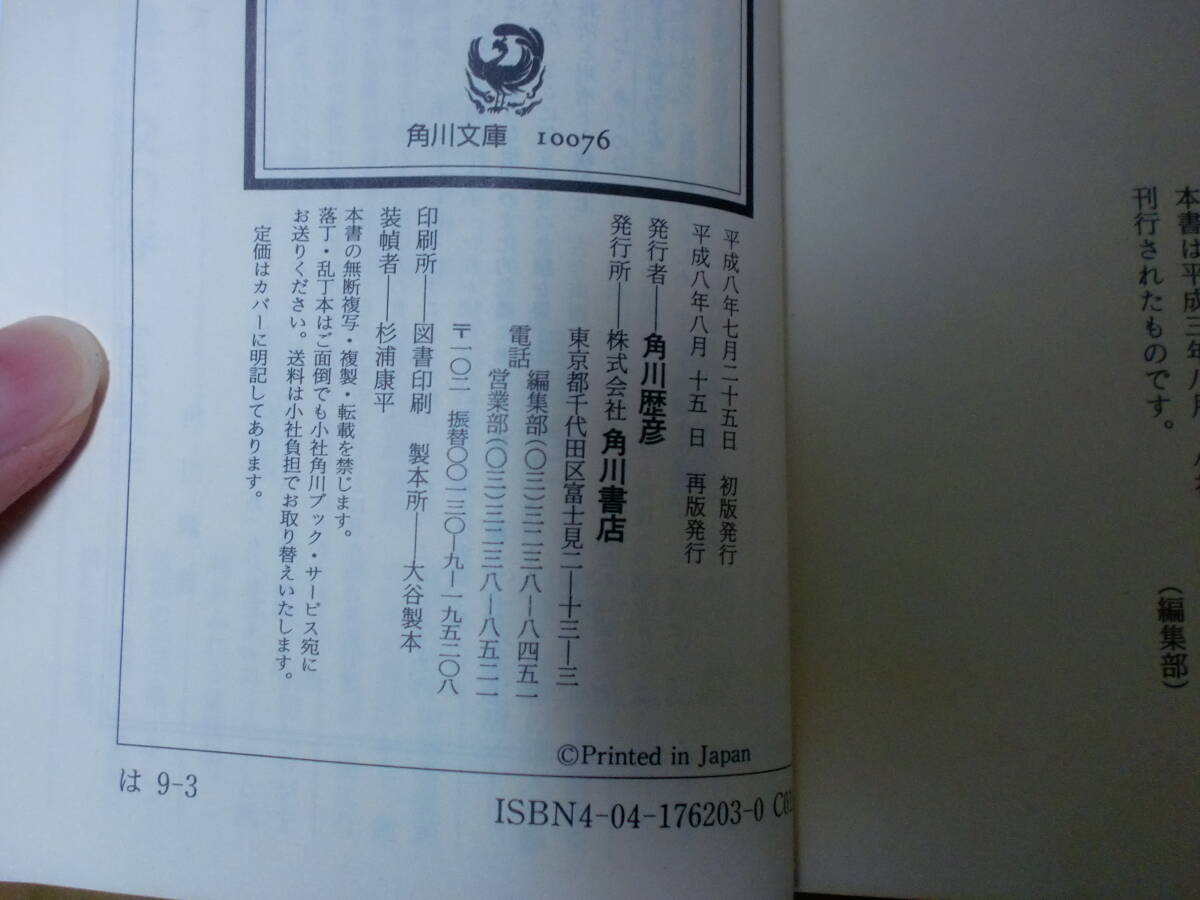 本書は平成三年八月
刊行されたものです。
(編集部)
角川文庫 10076
平成八年七月二十五日 初版発行
平成八年八月 十五 日 再版発行
発行者──角川歴彦
発行所──株式会社 角川書店
東京都千代田区富士見二─十三─三
電話 編集部(〇三)三二三八─八四五一
営業部(〇三)三二三八─八五二一
〒一〇二 振替〇〇一三〇─九─一九五二〇八
印刷所──図書印刷 製本所──大谷製本
装幀者──杉浦康平
本書の無断複写・複製・転載を禁じます。
落丁・乱丁本はご面倒でも小社角川ブック・サービス宛に
お送りください。送料は小社負担でお取り替えいたします。
定価はカバーに明記してあります。
©Printed in Japan
は 9-3
ISBN4-04-176203-0